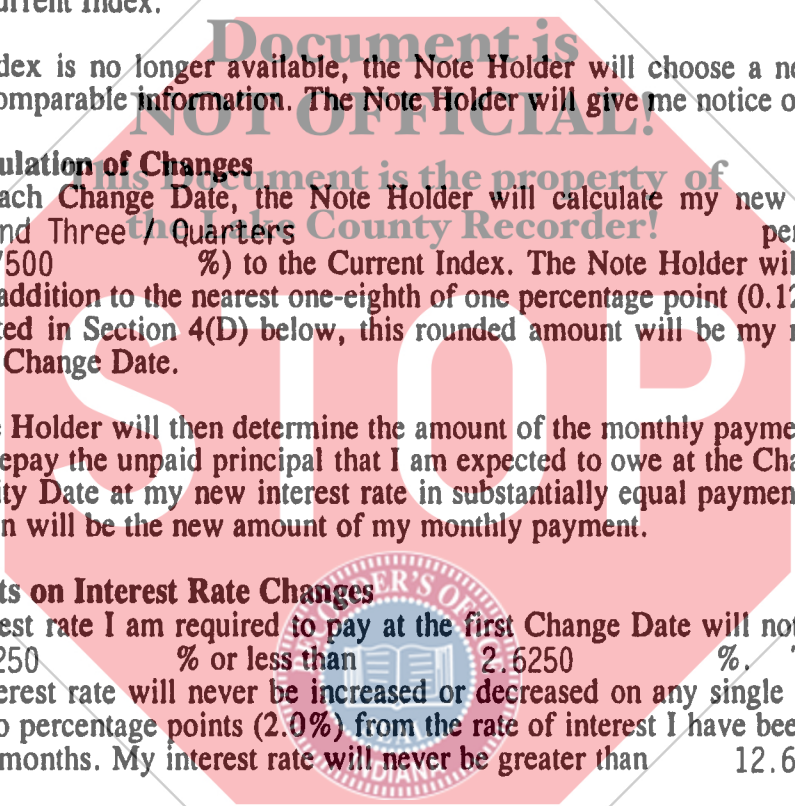 urrent Index.
Document is
dex is no longer available, the Note Holder will choose a ne
omparable information. The Note Holder will give me notice o
NOT OFFICIAL!
ulation of Changes
This Document is the property of
ach Change Date, the Note Holder will calculate my new
nd Three / Quarters per
the Lake County Recorder!
7500 %) to the Current Index. The Note Holder wil
addition to the nearest one-eighth of one percentage point (0.12
ted in Section 4(D) below, this rounded amount will be my n
Change Date.
STOP
e Holder will then determine the amount of the monthly payme
epay the unpaid principal that I am expected to owe at the Cha
ity Date at my new interest rate in substantially equal payment
n will be the new amount of my monthly payment.
ts on Interest Rate Changes
est rate I am required to pay at the first Change Date will not
250 % or less than 2.6250 %.
erest rate will never be increased or decreased on any single
o percentage points (2.0%) from the rate of interest I have been
months. My interest rate will never be greater than 12.6